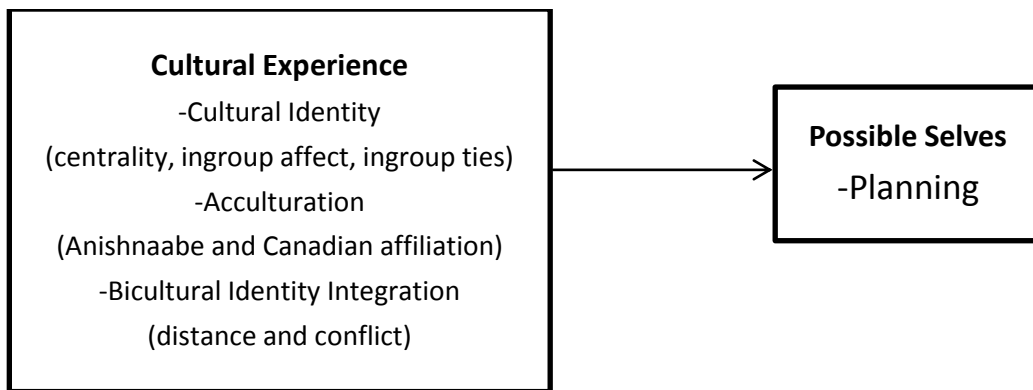 Cultural Experience
-Cultural Identity
(centrality, ingroup affect, ingroup ties)
-Acculturation
(Anishnaabe and Canadian affiliation)
-Bicultural Identity Integration
(distance and conflict)
Possible Selves
-Planning